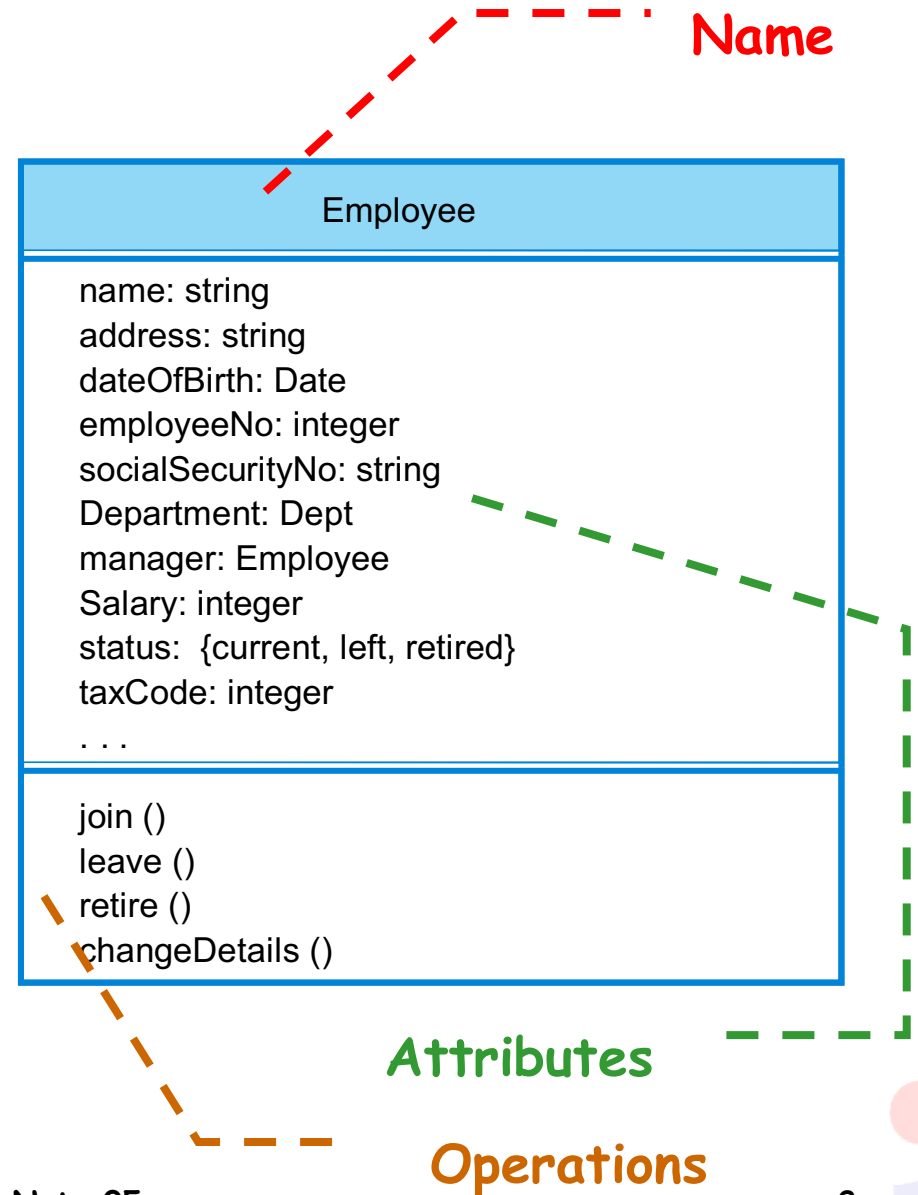 Name
Employee
name: string
address: string
dateOfBirth: Date
employeeNo: integer
socialSecurityNo: string
Department: Dept
manager: Employee
Salary: integer
status: {current, left, retired}
taxCode: integer
. . .
join ()
leave ()
retire ()
changeDetails ()
Attributes
Operations